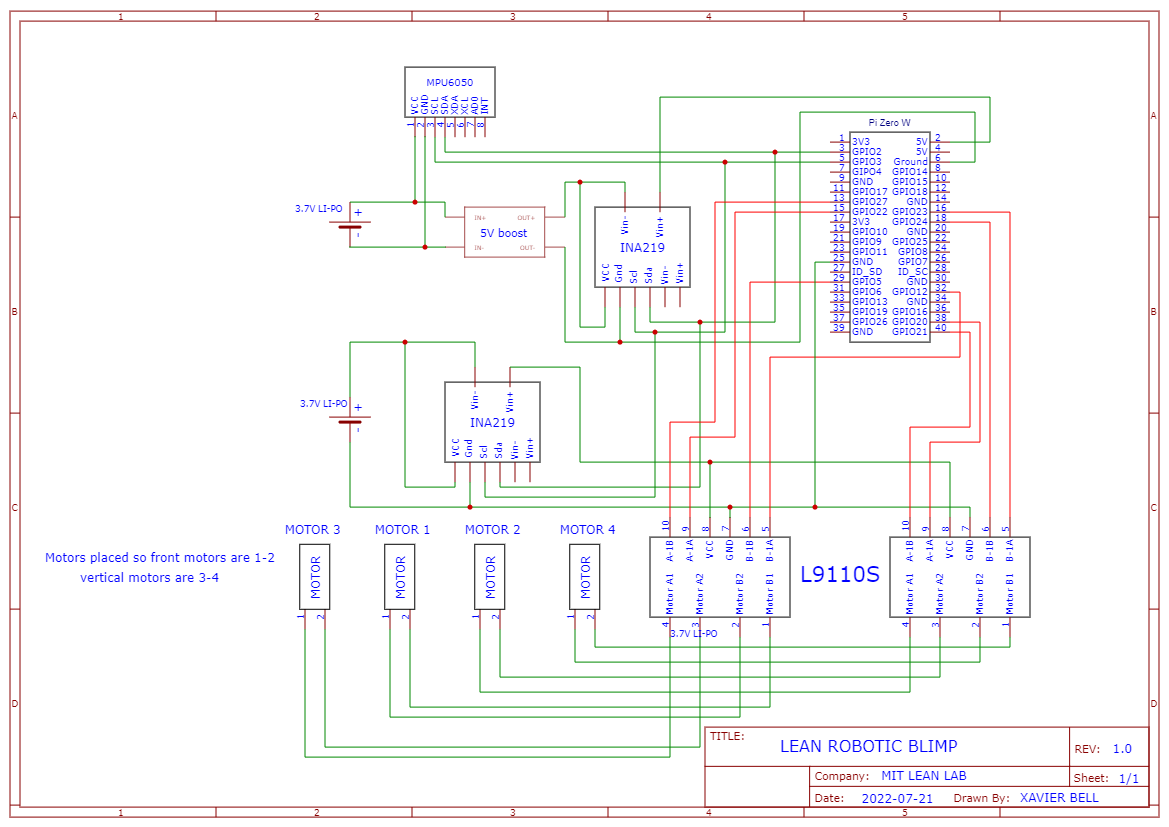 1 2 3 4 5
A A
B B
C C
D D
1 2 3 4 5
MPU6050
VCC
GND
SCL
SDA
XDA
XCL
AD0
INT
1 2 3 4 5 6 7 8
3.7V LI-PO
+
-
IN+ OUT+
5V boost
IN- OUT-
Vin- Vin+
INA219
VCC Gnd Scl Sda Vin- Vin+
Pi Zero W
1 3V3 5V 2
3 GPIO2 5V 4
5 GPIO3 Ground 6
7 GIPO4 GPIO14 8
9 GND GPIO15 10
11 GPIO17 GPIO18 12
13 GPIO27 GND 14
15 GPIO22 GPIO23 16
17 3V3 GPIO24 18
19 GPIO10 GND 20
21 GPIO9 GPIO25 22
23 GPIO11 GPIO8 24
25 GND GPIO7 26
27 ID_SD ID_SC 28
29 GPIO5 GND 30
31 GPIO6 GPIO12 32
33 GPIO13 GND 34
35 GPIO19 GPIO16 36
37 GPIO26 GPIO20 38
39 GND GPIO21 40
3.7V LI-PO
+
-
Vin- Vin+
INA219
VCC Gnd Scl Sda Vin- Vin+
MOTOR 3 MOTOR 1 MOTOR 2 MOTOR 4
Motors placed so front motors are 1-2
vertical motors are 3-4
MOTOR MOTOR MOTOR MOTOR
1 2 1 2 1 2 1 2
10 9 8 7 6 5
A-1B A-1A VCC GND B-1B B-1A
Motor A1 Motor A2 Motor B2 Motor B1
4 3 2 1
3.7V LI-PO
L9110S
10 9 8 7 6 5
A-1B A-1A VCC GND B-1B B-1A
Motor A1 Motor A2 Motor B2 Motor B1
4 3 2 1
TITLE:
LEAN ROBOTIC BLIMP
REV: 1.0
Company: MIT LEAN LAB
Sheet: 1/1
Date: 2022-07-21 Drawn By: XAVIER BELL